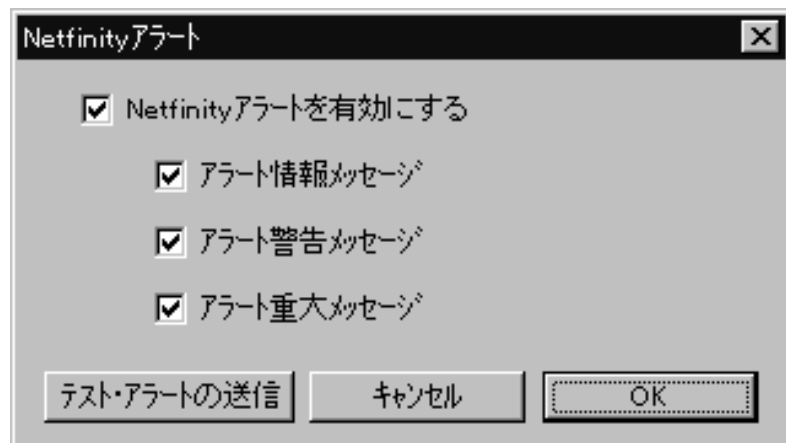 Netfinityアラート
Netfinityアラートを有効にする
アラート情報メッセージ
アラート警告メッセージ
アラート重大メッセージ
テスト・アラートの送信 キャンセル OK